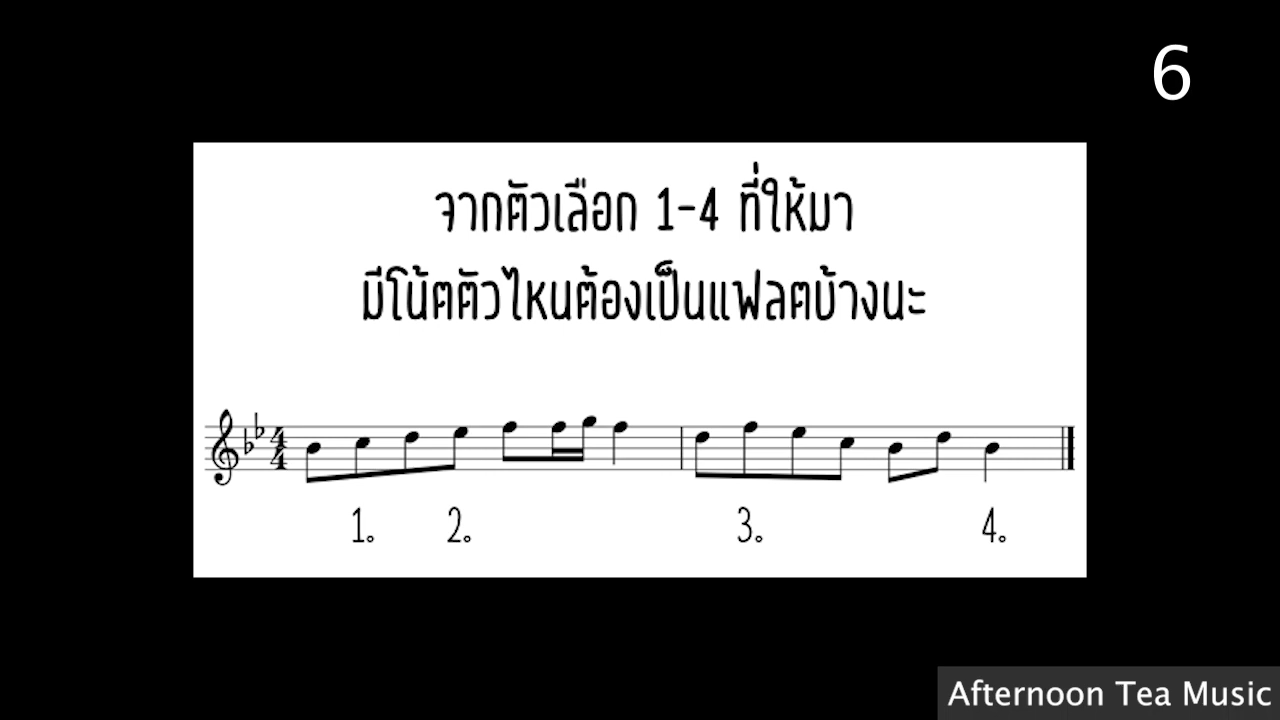 6
จากตัวเลือก 1-4 ที่ให้มา
มีโน้ตตัวไหนต้องเป็นแฟลตบ้างนะ
4
4
1. 2. 3. 4.
Afternoon Tea Music